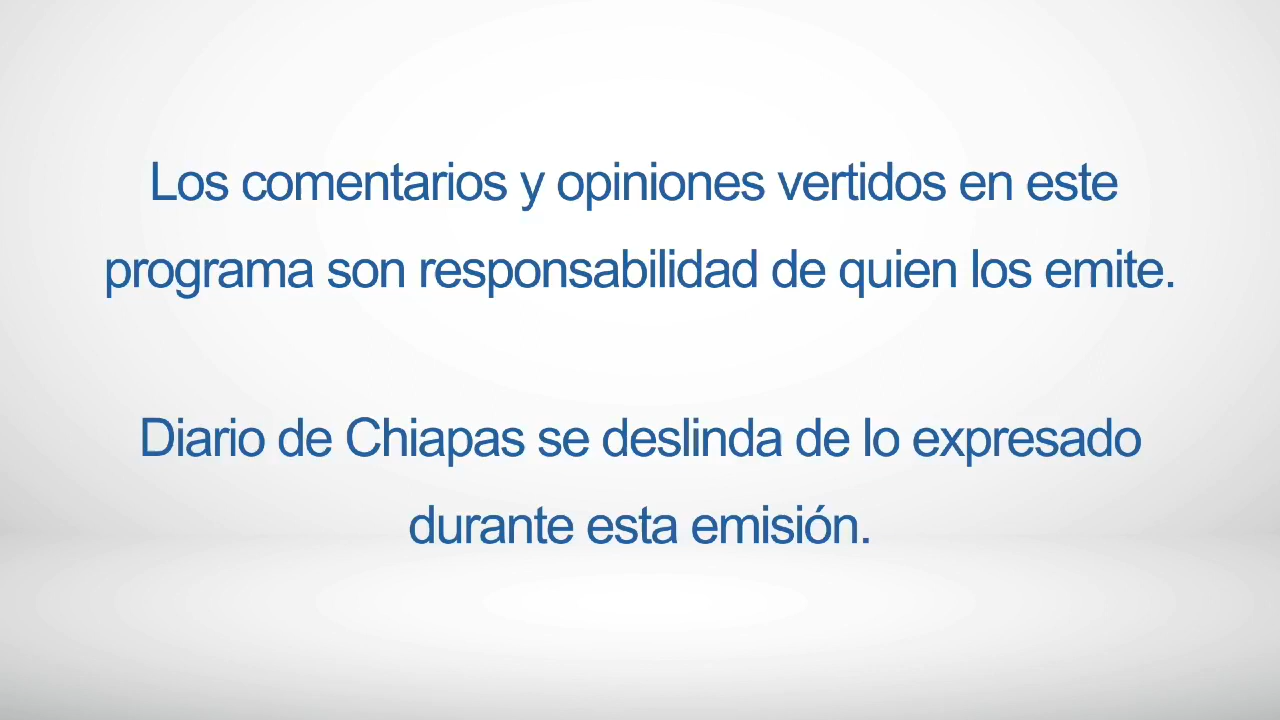 Los comentarios y opiniones vertidos en este
programa son responsabilidad de quien los emite.
Diario de Chiapas se deslinda de lo expresado
durante esta emisión.